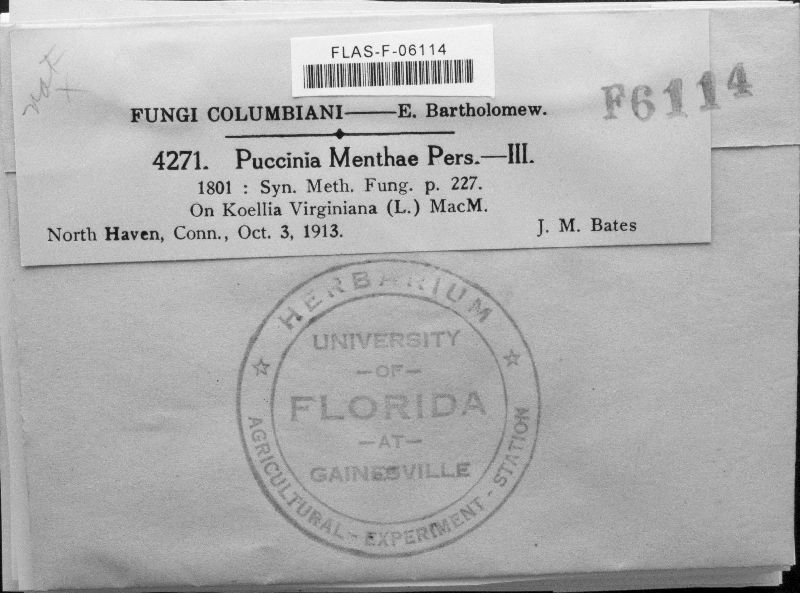 FLAS-F-06114
F6114
FUNGI COLUMBIANI—E. Bartholomew.
4271. Puccinia Menthae Pers.—III.
1801 : Syn. Meth. Fung. p. 227.
On Koellia Virginiana (L.) MacM.
North Haven, Conn., Oct. 3, 1913. J. M. Bates
HERBARIUM
UNIVERSITY
—OF—
FLORIDA
—AT—
GAINESVILLE
AGRICULTURAL - EXPERIMENT - STATION